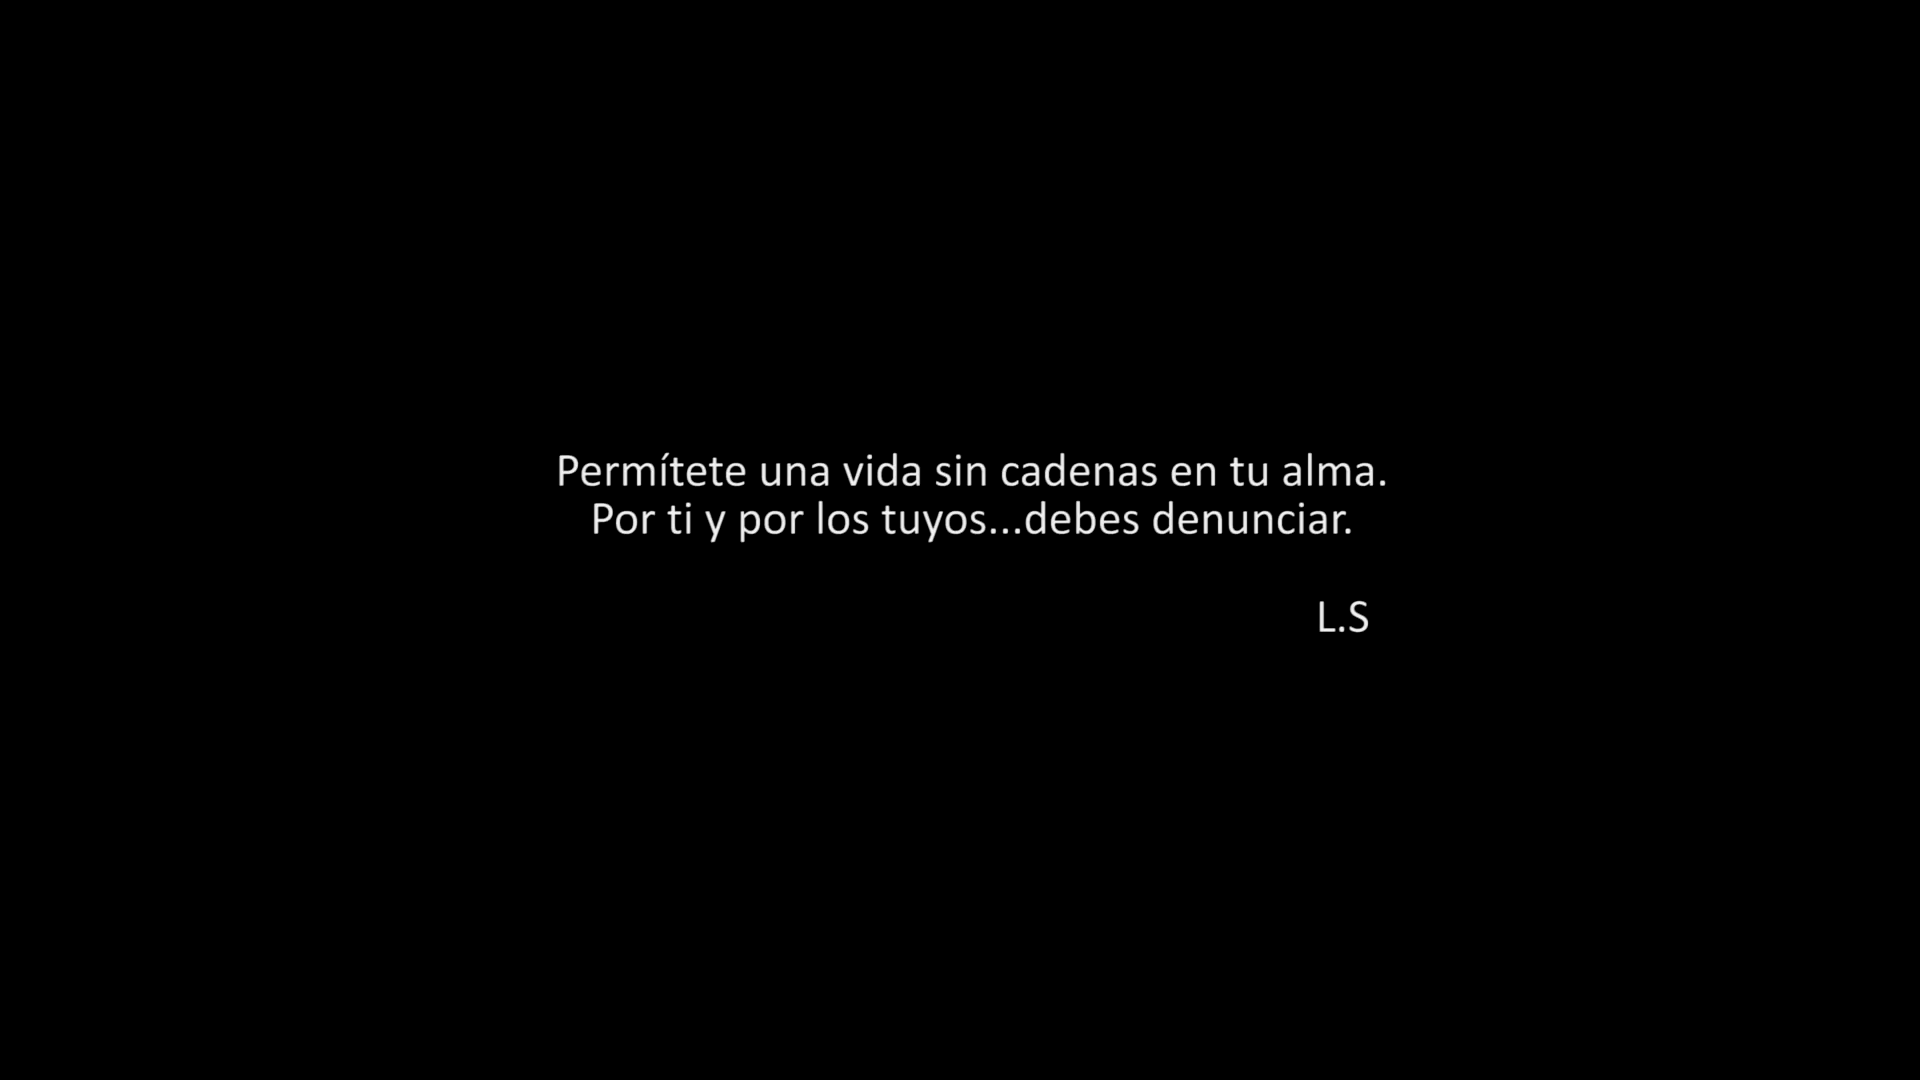 Permítete una vida sin cadenas en tu alma.
Por ti y por los tuyos...debes denunciar.
L.S